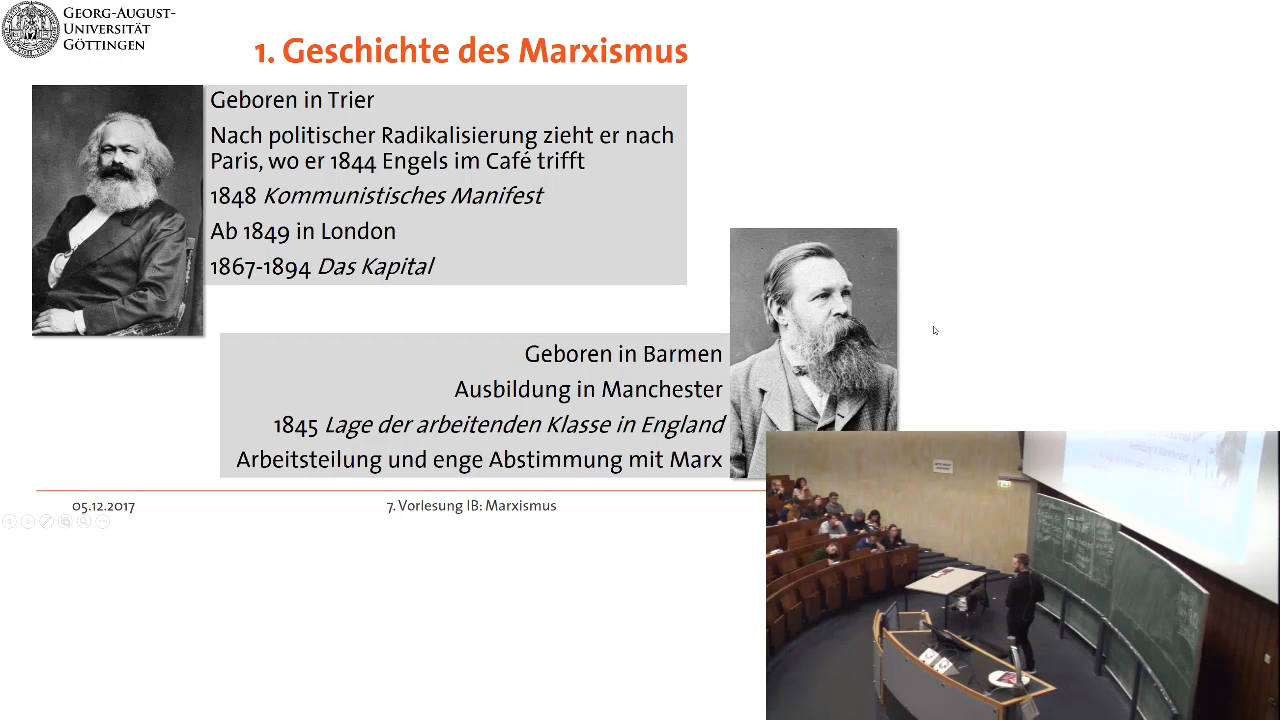 GEORG-AUGUST-
UNIVERSITÄT
GÖTTINGEN
1. Geschichte des Marxismus
Geboren in Trier
Nach politischer Radikalisierung zieht er nach
Paris, wo er 1844 Engels im Café trifft
1848 Kommunistisches Manifest
Ab 1849 in London
1867-1894 Das Kapital
Geboren in Barmen
Ausbildung in Manchester
1845 Lage der arbeitenden Klasse in England
Arbeitsteilung und enge Abstimmung mit Marx
05.12.2017
7. Vorlesung IB: Marxismus